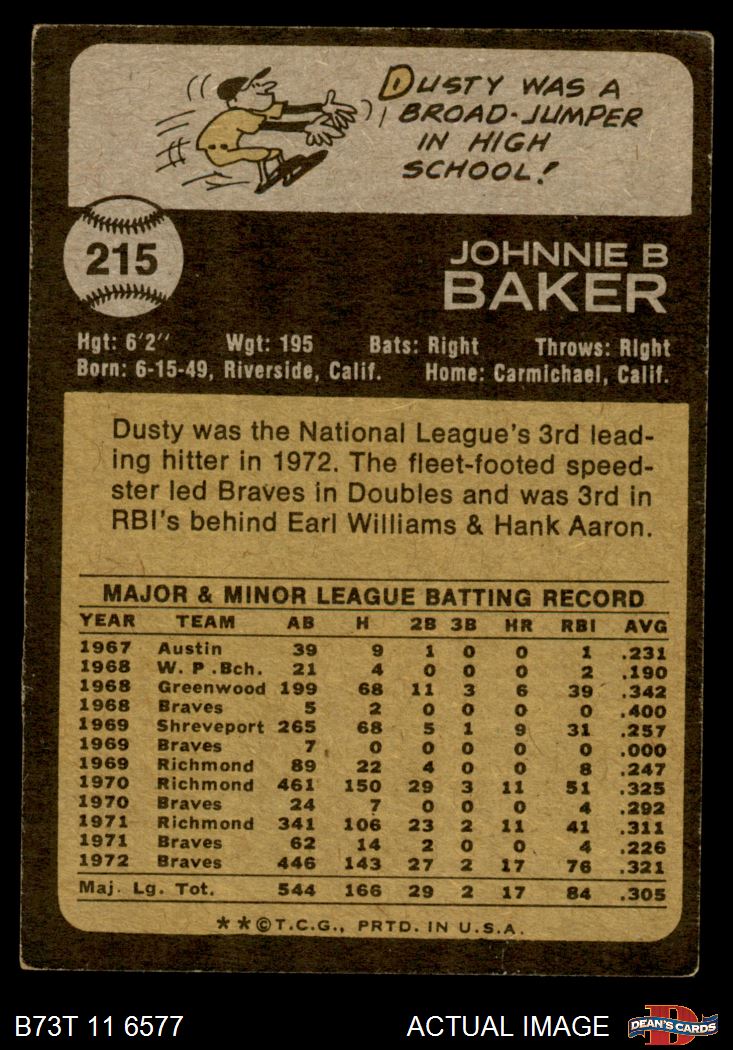 DUSTY WAS A
BROAD-JUMPER
IN HIGH
SCHOOL!
215
JOHNNIE B
BAKER
Hgt: 6'2" Wgt: 195 Bats: Right Throws: Right
Born: 6-15-49, Riverside, Calif. Home: Carmichael, Calif.
Dusty was the National League's 3rd lead-
ing hitter in 1972. The fleet-footed speed-
ster led Braves in Doubles and was 3rd in
RBI's behind Earl Williams & Hank Aaron.
MAJOR & MINOR LEAGUE BATTING RECORD
YEAR TEAM AB H 2B 3B HR RBI AVG
1967 Austin 39 9 1 0 0 1 .231
1968 W. P. Bch. 21 4 0 0 0 2 .190
1968 Greenwood 199 68 11 3 6 39 .342
1968 Braves 5 2 0 0 0 0 .400
1969 Shreveport 265 68 5 1 9 31 .257
1969 Braves 7 0 0 0 0 0 .000
1969 Richmond 89 22 4 0 0 8 .247
1970 Richmond 461 150 29 3 11 51 .325
1970 Braves 24 7 0 0 0 4 .292
1971 Richmond 341 106 23 2 11 41 .311
1971 Braves 62 14 2 0 0 4 .226
1972 Braves 446 143 27 2 17 76 .321
Maj. Lg. Tot. 544 166 29 2 17 84 .305
**©T.C.G., PRTD. IN U.S.A.
B73T 11 6577 ACTUAL IMAGE D DEAN'S CARDS